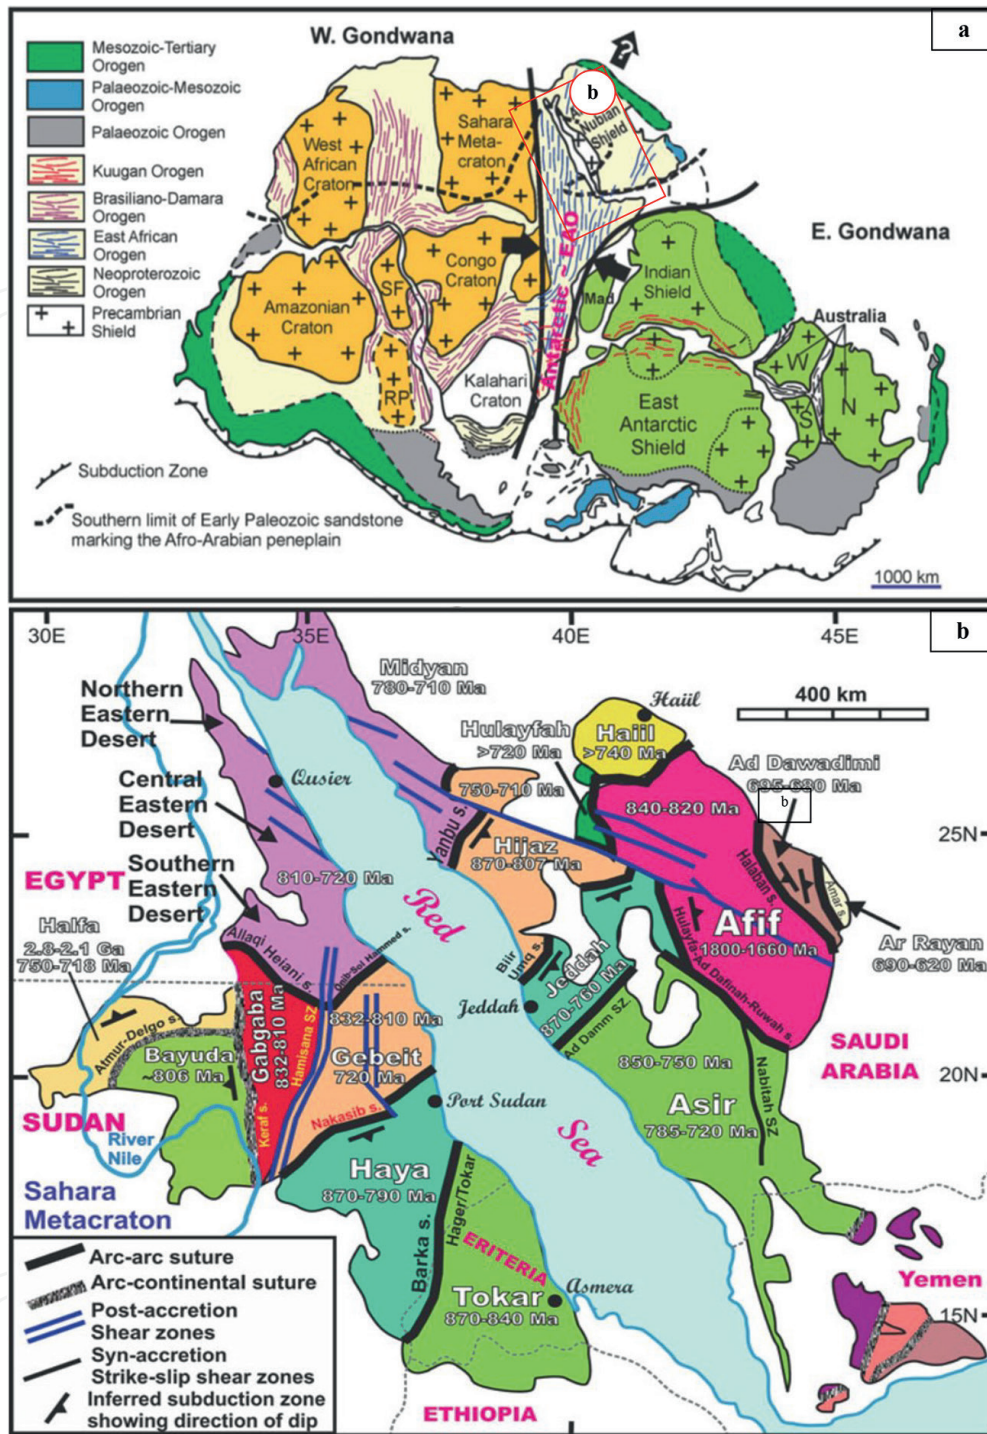 a
W. Gondwana
Mesozoic-Tertiary
Orogen
Palaeozoic-Mesozoic
Orogen
Palaeozoic Orogen
Kuugan Orogen
Brasiliano-Damara
Orogen
East African
Orogen
Neoproterozoic
Orogen
Precambrian
Shield
?
b
Nubian
Shield
Sahara
Meta-
craton
West
African
Craton
E. Gondwana
Congo
Craton
SF
Amazonian
Craton
RP
Kalahari
Craton
Antarctic ~ EAO
Mad
Indian
Shield
Australia
W
N
S
East
Antarctic
Shield
Subduction Zone
Southern limit of Early Paleozoic sandstone
marking the Afro-Arabian peneplain
1000 km
b
30E
35E
40E
45E
400 km
Midyan
780-710 Ma
Northern
Eastern
Desert
Hulayfah
>720 Ma
Haüil
Haiil
>740 Ma
Ad Dawadimi
695-680 Ma
b
Qusier
Central
Eastern
Desert
750-710 Ma
840-820 Ma
25N
Yanbu s.
Hijaz
870-807 Ma
Halaban s.
Southern
Eastern
Desert
810-720 Ma
EGYPT
Red
Afif
1800-1660 Ma
Amar s.
Ar Rayan
690-620 Ma
Halfa
2.8-2.1 Ga
750-718 Ma
Allaqi Heiani s.
Onib-Sol Hammed s.
Biir
Umq s.
Jeddah
870-760 Ma
Hulayfa-Ad Dafinah-Ruwah s.
Jeddah
Ad Damm SZ
Atmur-Delgo s.
Gabgaba
832-810 Ma
Hamisana SZ
832-810 Ma
Gebeit
720 Ma
Bayuda
~806 Ma
Keraf s.
Nakasib s.
Port Sudan
850-750 Ma
Asir
785-720 Ma
Nabitah SZ
SAUDI
ARABIA
20N
SUDAN
River
Nile
Sea
Sahara
Metacraton
Haya
870-790 Ma
Barka s.
Hager/Tokar
ERITERIA
Tokar
870-840 Ma
Asmera
Yemen
15N
ETHIOPIA
Arc-arc suture
Arc-continental suture
Post-accretion
Shear zones
Syn-accretion
Strike-slip shear zones
Inferred subduction zone
showing direction of dip